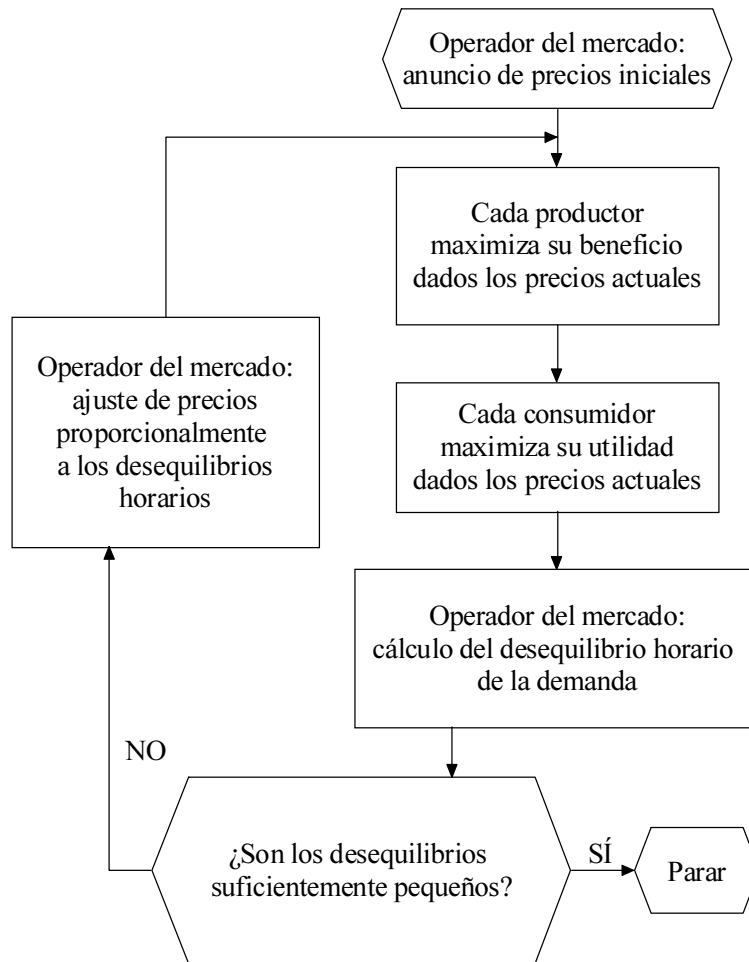 Operador del mercado:
anuncio de precios iniciales
Cada productor
maximiza su beneficio
dados los precios actuales
Operador del mercado:
ajuste de precios
proporcionalmente
a los desequilibrios
horarios
Cada consumidor
maximiza su utilidad
dados los precios actuales
Operador del mercado:
cálculo del desequilibrio horario
de la demanda
NO
¿Son los desequilibrios
suficientemente pequeños?
SÍ
Parar